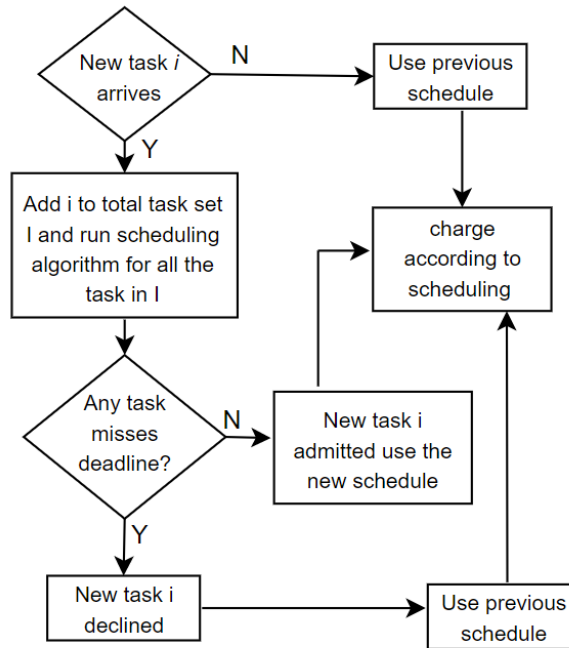 New task i
arrives
N
Use previous
schedule
Y
Add i to total task set
I and run scheduling
algorithm for all the
task in I
charge
according to
scheduling
Any task
misses
deadline?
N
New task i
admitted use the
new schedule
Y
New task i
declined
Use previous
schedule